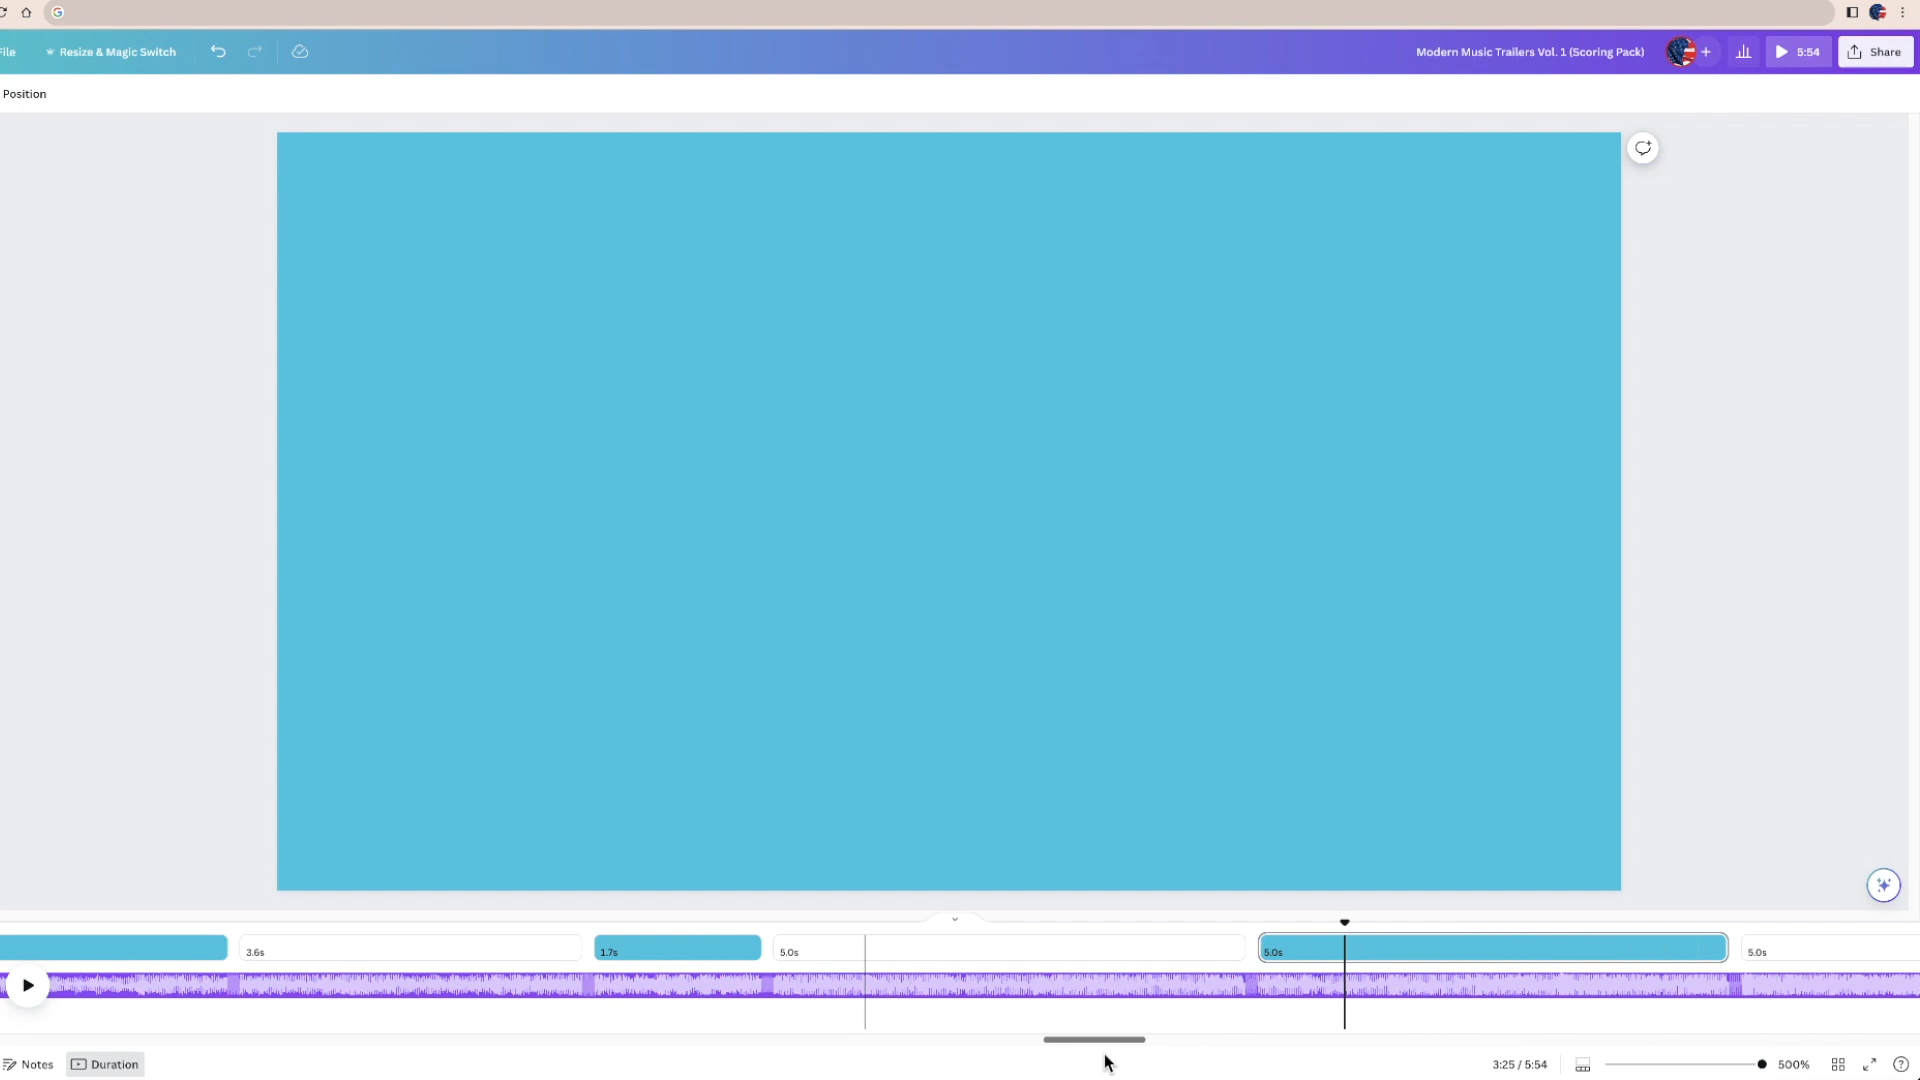 File
Resize & Magic Switch
Modern Music Trailers Vol. 1 (Scoring Pack)
5:54
Share
Position
3.6s
1.7s
5.0s
5.0s
5.0s
Notes
Duration
3:25 / 5:54
500%